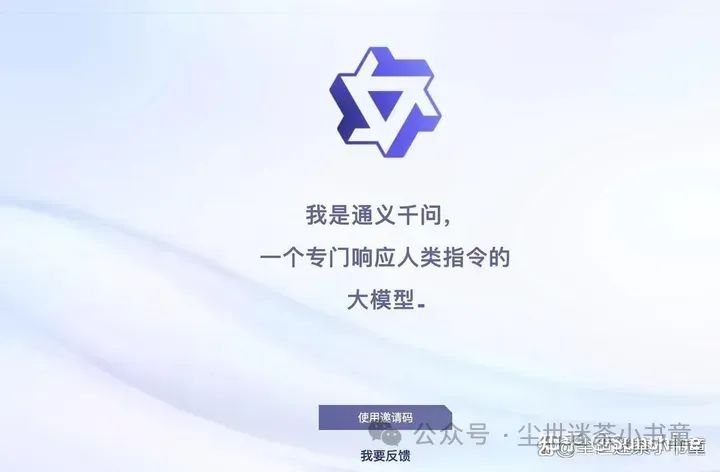 我是通义千问，
一个专门响应人类指令的
大模型
使用邀请码
公众号·尘世迷茶小书童
我要反馈